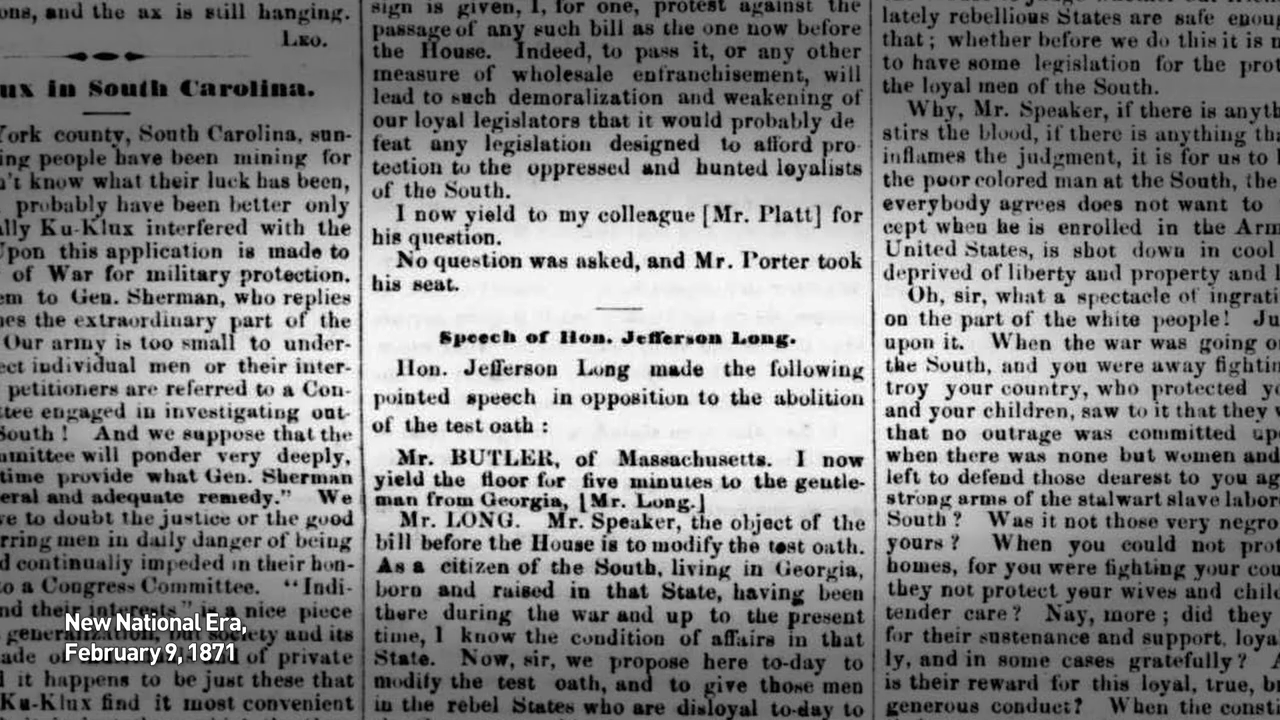 ons, and the ax is still hanging.
LEO.
ux in South Carolina.
York county, South Carolina, sun-
ing people have been mining for
n't know what their luck has been,
probably have been better only
ally Ku-Klux interfered with the
Upon this application is made to
of War for military protection.
em to Gen. Sherman, who replies
nes the extraordinary part of the
Our army is too small to under-
ect individual men or their inter-
petitioners are referred to a Con-
ttee engaged in investigating out-
South! And we suppose that the
mmittee will ponder very deeply,
time provide what Gen. Sherman
eral and adequate remedy." We
ve to doubt the justice or the good
rring men in daily danger of being
d continually impeded in their hon-
to a Congress Committee. "Indi-
nd their interests" is a nice piece
generalization, but society and its
ade of private
l it happens to be just these that
Ku-Klux find it most convenient
sign is given, I, for one, protest against the
passage of any such bill as the one now before
the House. Indeed, to pass it, or any other
measure of wholesale enfranchisement, will
lead to such demoralization and weakening of
our loyal legislators that it would probably de
feat any legislation designed to afford pro-
tection to the oppressed and hunted loyalists
of the South.
I now yield to my colleague [Mr. Platt] for
his question.
No question was asked, and Mr. Porter took
his seat.
Speech of Hon. Jefferson Long.
Hon. Jefferson Long made the following
pointed speech in opposition to the abolition
of the test oath :
Mr. BUTLER, of Massachusetts. I now
yield the floor for five minutes to the gentle-
man from Georgia, [Mr. Long.]
Mr. LONG. Mr. Speaker, the object of the
bill before the House is to modify the test oath.
As a citizen of the South, living in Georgia,
born and raised in that State, having been
there during the war and up to the present
time, I know the condition of affairs in that
State. Now, sir, we propose here to-day to
modify the test oath, and to give those men
in the rebel States who are disloyal to-day to
lately rebellious States are safe enou
that ; whether before we do this it is n
to have some legislation for the prot
the loyal men of the South.
Why, Mr. Speaker, if there is anyth
stirs the blood, if there is anything tha
inflames the judgment, it is for us to
the poor colored man at the South, the
everybody agrees does not want to
cept when he is enrolled in the Arm
United States, is shot down in cool
deprived of liberty and property and l
Oh, sir, what a spectacle of ingrati
on the part of the white people! Ju
upon it. When the war was going o
the South, and you were away fightin
troy your country, who protected yo
and your children, saw to it that they w
that no outrage was committed upo
when there was none but women and
left to defend those dearest to you ag
strong arms of the stalwart slave labor
South? Was it not those very negro
yours? When you could not prot
homes, for you were fighting your cou
they not protect your wives and child
tender care? Nay, more ; did they
for their sustenance and support, loya
ly, and in some cases gratefully? A
is their reward for this loyal, true, br
generous conduct? When the consti
New National Era,
February 9, 1871